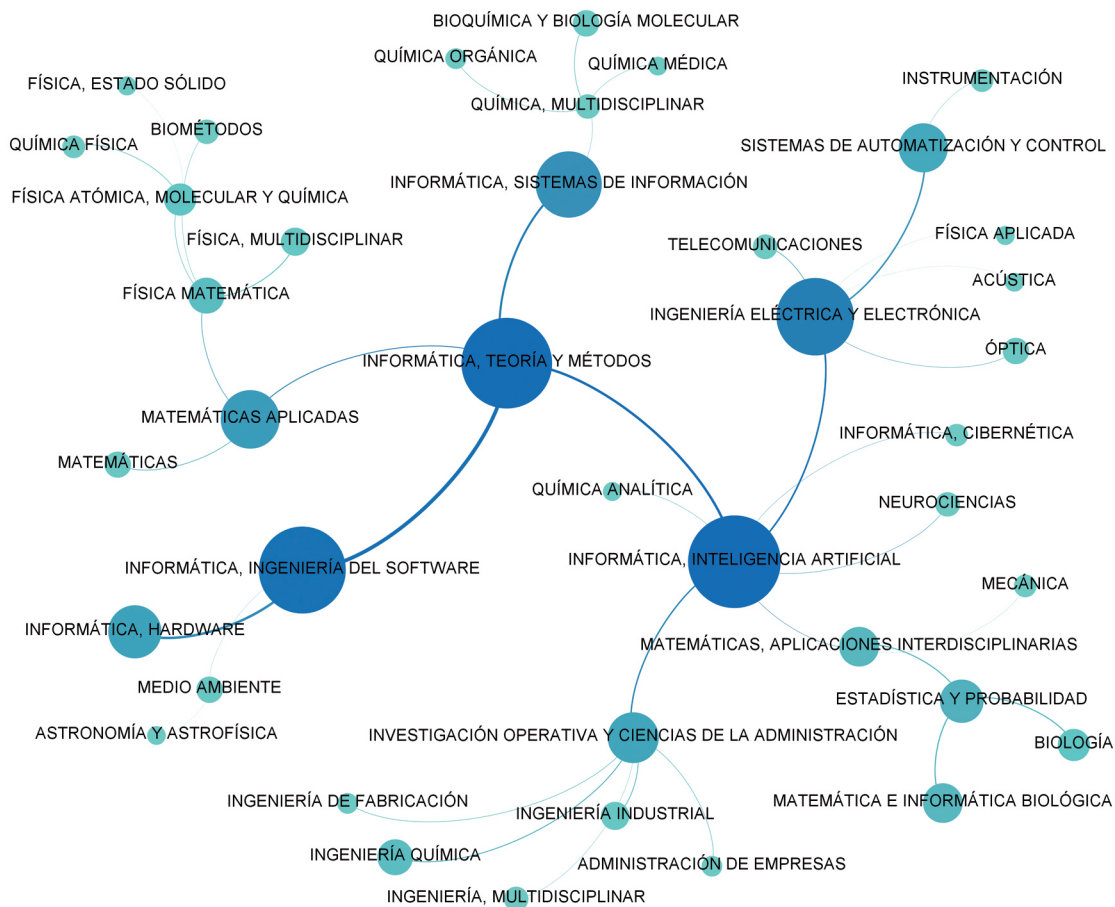 BIOQUÍMICA Y BIOLOGÍA MOLECULAR
QUÍMICA ORGÁNICA
QUÍMICA MÉDICA
FÍSICA, ESTADO SÓLIDO
INSTRUMENTACIÓN
QUÍMICA, MULTIDISCIPLINAR
BIOMÉTODOS
QUÍMICA FÍSICA
SISTEMAS DE AUTOMATIZACIÓN Y CONTROL
INFORMÁTICA, SISTEMAS DE INFORMACIÓN
FÍSICA ATÓMICA, MOLECULAR Y QUÍMICA
FÍSICA APLICADA
FÍSICA, MULTIDISCIPLINAR
TELECOMUNICACIONES
ACÚSTICA
FÍSICA MATEMÁTICA
INGENIERÍA ELÉCTRICA Y ELECTRÓNICA
ÓPTICA
INFORMÁTICA, TEORÍA Y MÉTODOS
MATEMÁTICAS APLICADAS
INFORMÁTICA, CIBERNÉTICA
MATEMÁTICAS
QUÍMICA ANALÍTICA
NEUROCIENCIAS
INFORMÁTICA, INTELIGENCIA ARTIFICIAL
INFORMÁTICA, INGENIERÍA DEL SOFTWARE
MECÁNICA
INFORMÁTICA, HARDWARE
MATEMÁTICAS, APLICACIONES INTERDISCIPLINARIAS
MEDIO AMBIENTE
ESTADÍSTICA Y PROBABILIDAD
ASTRONOMÍA Y ASTROFÍSICA
INVESTIGACIÓN OPERATIVA Y CIENCIAS DE LA ADMINISTRACIÓN
BIOLOGÍA
INGENIERÍA DE FABRICACIÓN
MATEMÁTICA E INFORMÁTICA BIOLÓGICA
INGENIERÍA INDUSTRIAL
INGENIERÍA QUÍMICA
ADMINISTRACIÓN DE EMPRESAS
INGENIERÍA, MULTIDISCIPLINAR